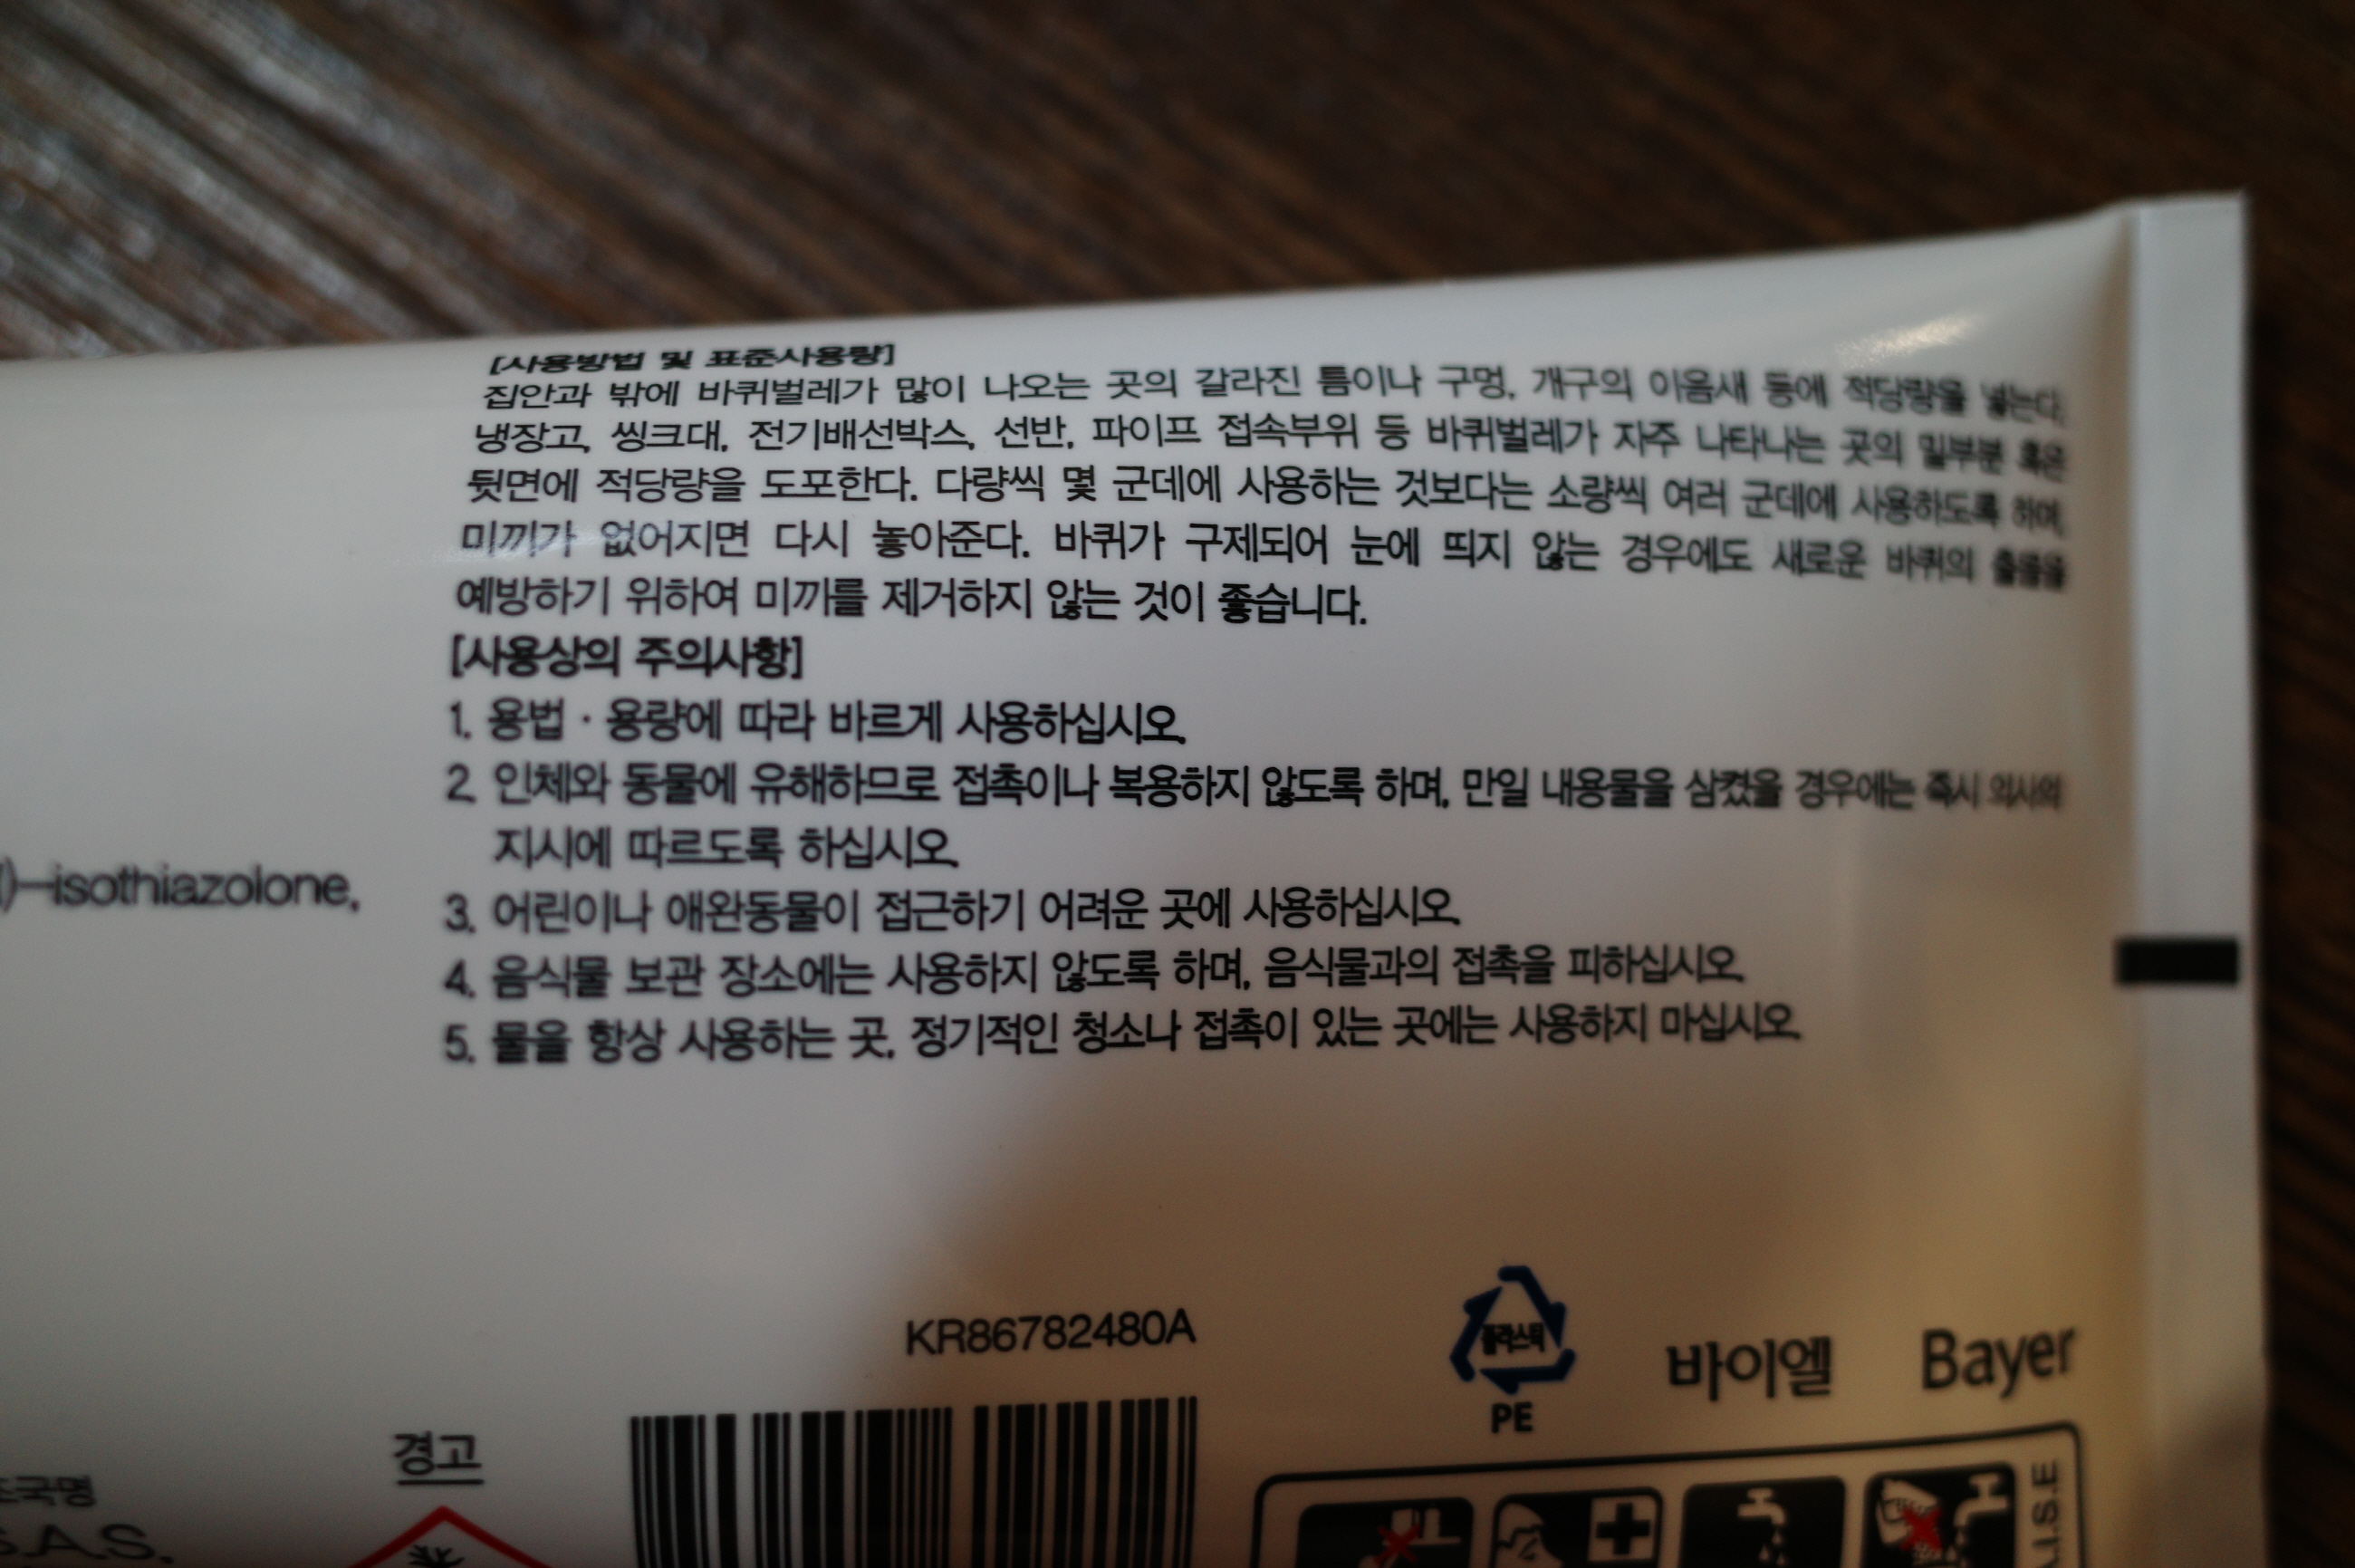 [사용방법 및 표준사용량]
집안과 밖에 바퀴벌레가 많이 나오는 곳의 갈라진 틈이나 구멍, 개구의 이음새 등에 적당량을 넣는다.
냉장고, 씽크대, 전기배선박스, 선반, 파이프 접속부위 등 바퀴벌레가 자주 나타나는 곳의 밑부분 혹은
뒷면에 적당량을 도포한다. 다량씩 몇 군데에 사용하는 것보다는 소량씩 여러 군데에 사용하도록 하며,
미끼가 없어지면 다시 놓아준다. 바퀴가 구제되어 눈에 띄지 않는 경우에도 새로운 바퀴의 출몰을
예방하기 위하여 미끼를 제거하지 않는 것이 좋습니다.
[사용상의 주의사항]
1. 용법 · 용량에 따라 바르게 사용하십시오.
2. 인체와 동물에 유해하므로 접촉이나 복용하지 않도록 하며, 만일 내용물을 삼켰을 경우에는 즉시 의사의
지시에 따르도록 하십시오.
)-isothiazolone,
3. 어린이나 애완동물이 접근하기 어려운 곳에 사용하십시오.
4. 음식물 보관 장소에는 사용하지 않도록 하며, 음식물과의 접촉을 피하십시오.
5. 물을 항상 사용하는 곳, 정기적인 청소나 접촉이 있는 곳에는 사용하지 마십시오.
KR86782480A
플라스틱
PE
바이엘 Bayer
경고
조국명
S.A.S.
A.I.S.E